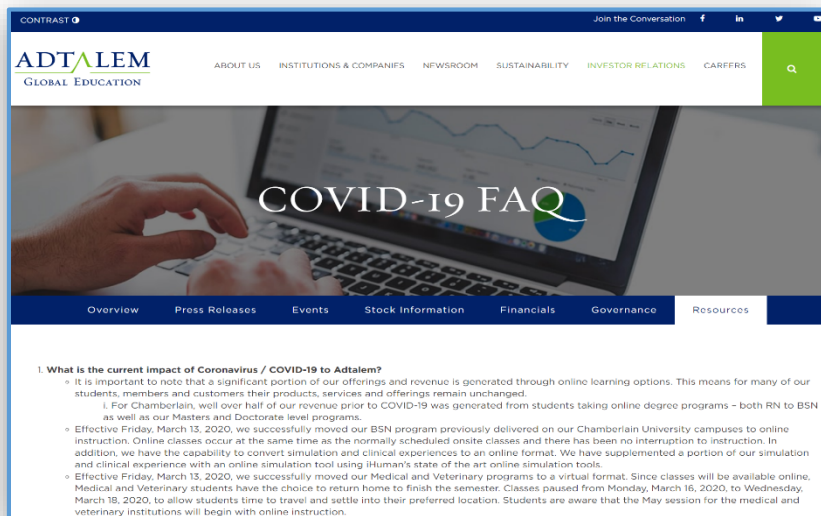 CONTRAST
Join the Conversation
ADTALEM
GLOBAL EDUCATION
ABOUT US INSTITUTIONS & COMPANIES NEWSROOM SUSTAINABILITY INVESTOR RELATIONS CAREERS
COVID-19 FAQ
Overview Press Releases Events Stock Information Financials Governance Resources
1. What is the current impact of Coronavirus / COVID-19 to Adtalem?
It is important to note that a significant portion of our offerings and revenue is generated through online learning options. This means for many of our
students, members and customers their products, services and offerings remain unchanged.
i. For Chamberlain, well over half of our revenue prior to COVID-19 was generated from students taking online degree programs – both RN to BSN
as well as our Masters and Doctorate level programs.
Effective Friday, March 13, 2020, we successfully moved our BSN program previously delivered on our Chamberlain University campuses to online
instruction. Online classes occur at the same time as the normally scheduled onsite classes and there has been no interruption to instruction. In
addition, we have the capability to convert simulation and clinical experiences to an online format. We have supplemented a portion of our simulation
and clinical experience with an online simulation tool using iHuman's state of the art online simulation tools.
Effective Friday, March 13, 2020, we successfully moved our Medical and Veterinary programs to a virtual format. Since classes will be available online,
Medical and Veterinary students have the choice to return home to finish the semester. Classes paused from Monday, March 16, 2020, to Wednesday,
March 18, 2020, to allow students time to travel and settle into their preferred location. Students are aware that the May session for the medical and
veterinary institutions will begin with online instruction.